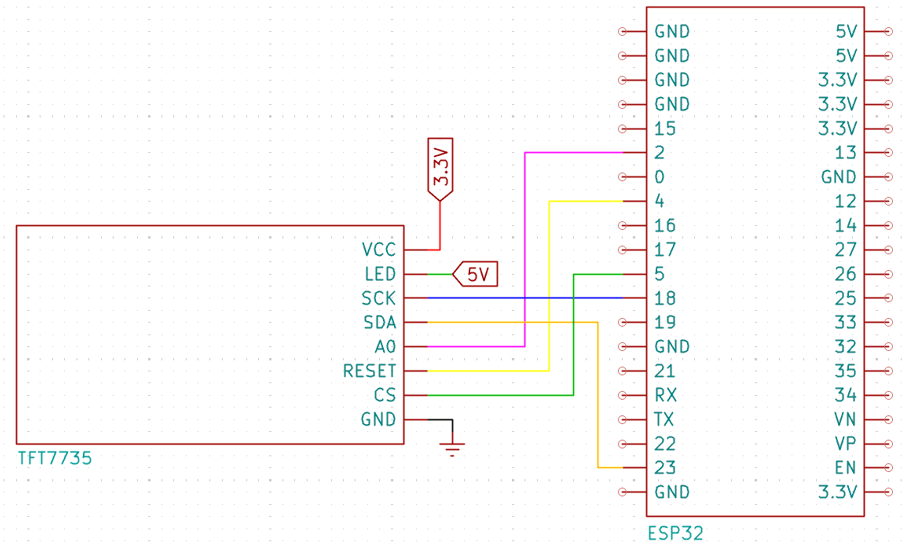 3.3V
VCC
LED
5V
SCK
SDA
A0
RESET
CS
GND
TFT7735
GND 5V
GND 5V
GND 3.3V
GND 3.3V
15 3.3V
2 13
0 GND
4 12
16 14
17 27
5 26
18 25
19 33
GND 32
21 35
RX 34
TX VN
22 VP
23 EN
GND 3.3V
ESP32